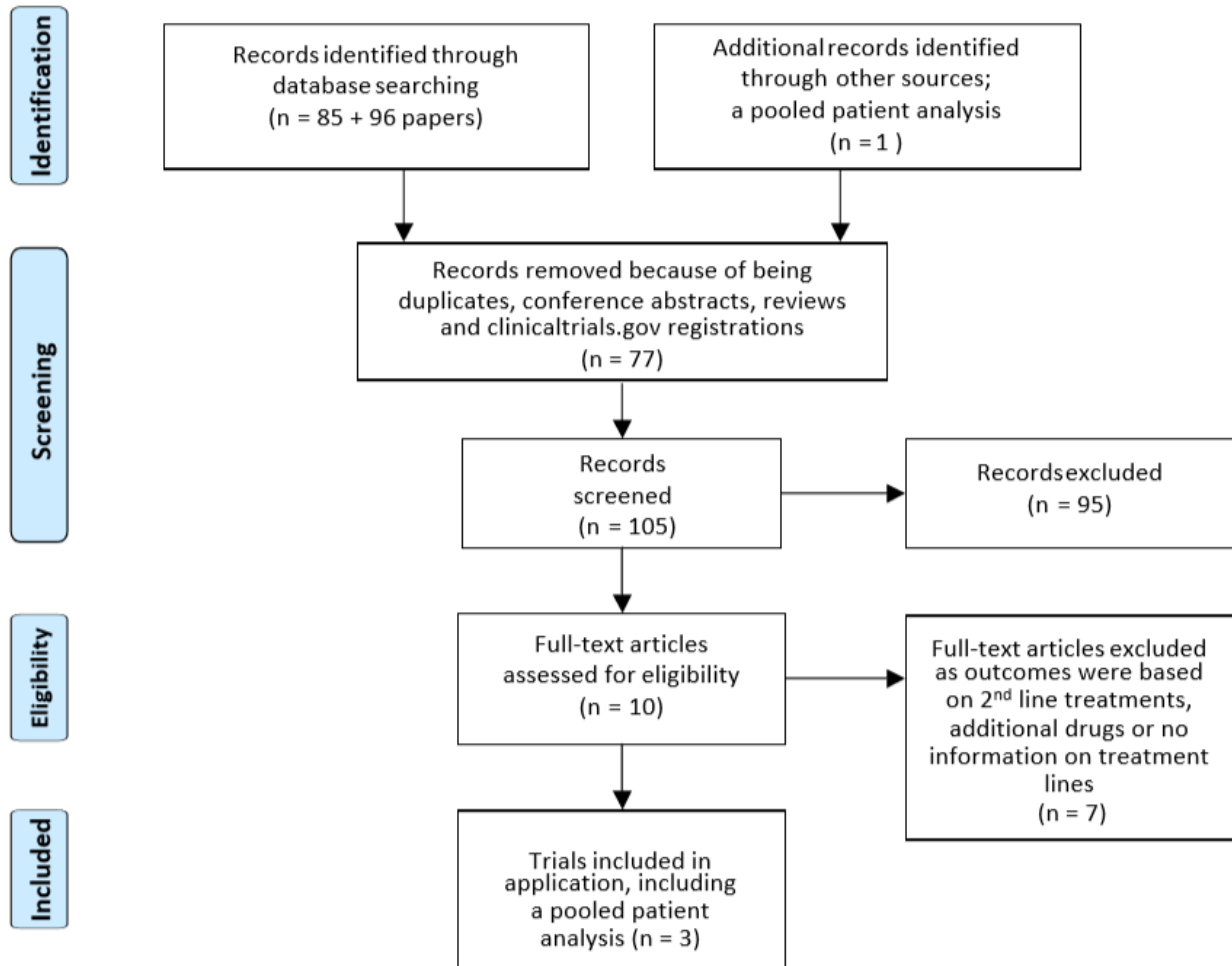 Identification
Records identified through
database searching
(n = 85 + 96 papers)
Additional records identified
through other sources;
a pooled patient analysis
(n = 1 )
Screening
Records removed because of being
duplicates, conference abstracts, reviews
and clinicaltrials.gov registrations
(n = 77)
Records
screened
(n = 105)
Records excluded
(n = 95)
Eligibility
Full-text articles
assessed for eligibility
(n = 10)
Full-text articles excluded
as outcomes were based
on 2nd line treatments,
additional drugs or no
information on treatment
lines
(n = 7)
Included
Trials included in
application, including
a pooled patient
analysis (n = 3)